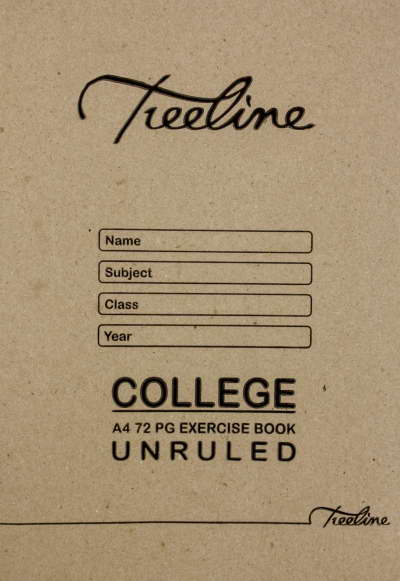 Treeline
Name
Subject
Class
Year
COLLEGE
A4 72 PG EXERCISE BOOK
UNRULED
Treeline